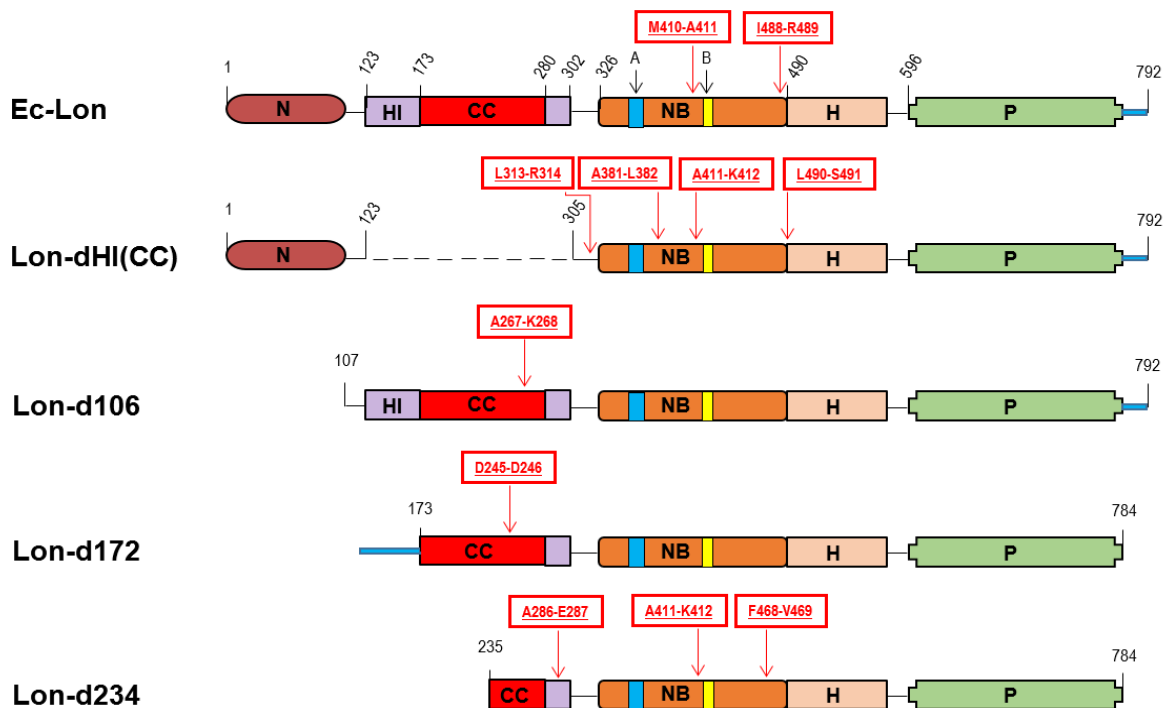 M410-A411 I488-R489
1 123 173 280 302 326 A B 490 596 792
Ec-Lon N HI CC NB H P
L313-R314 A381-L382 A411-K412 L490-S491
1 123 305 792
Lon-dHI(CC) N NB H P
A267-K268
107 792
Lon-d106 HI CC NB H P
D245-D246
173 784
Lon-d172 CC NB H P
A286-E287 A411-K412 F468-V469
235 784
Lon-d234 CC NB H P